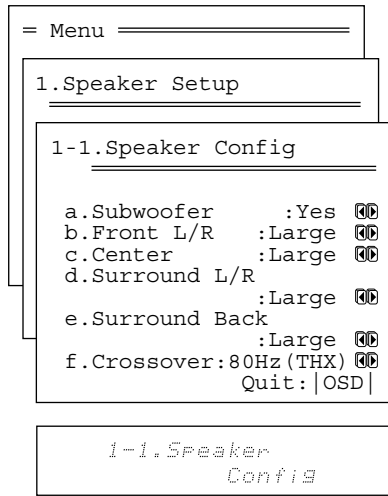 = Menu
1.Speaker Setup
1-1.Speaker Config
a.Subwoofer :Yes
b.Front L/R :Large
c.Center :Large
d.Surround L/R
:Large
e.Surround Back
:Large
f.Crossover:80Hz(THX)
Quit:|OSD|
1-1.Speaker
Config